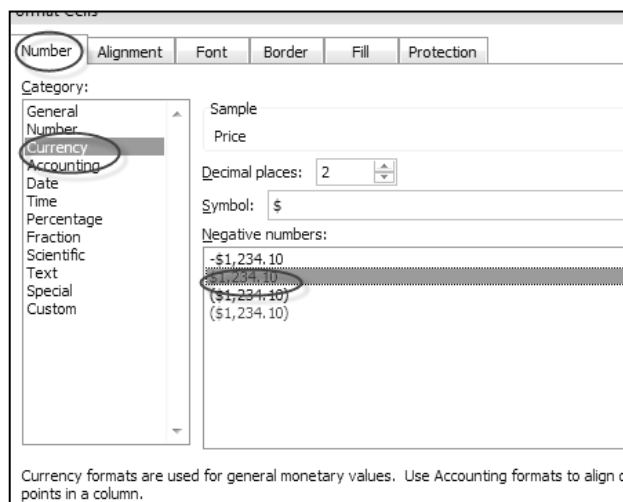 Format Cells
Number Alignment Font Border Fill Protection
Category:
General
Number
Currency
Accounting
Date
Time
Percentage
Fraction
Scientific
Text
Special
Custom
Sample
Price
Decimal places: 2
Symbol: $
Negative numbers:
-$1,234.10
$1,234.10
($1,234.10)
($1,234.10)
Currency formats are used for general monetary values. Use Accounting formats to align
points in a column.